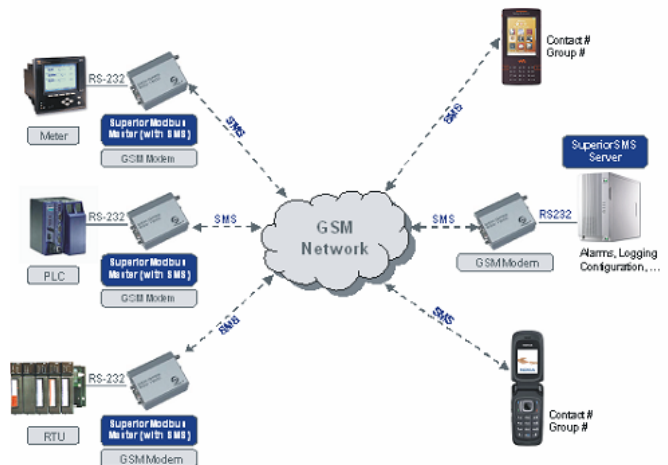 Contact #
Group #
RS-232
SMS
SMS
Superior Modbus
Master (with SMS)
Meter
GSM Modem
SuperiorSMS
Server
RS-232
SMS
GSM
Network
SMS
RS232
Superior Modbus
Master (with SMS)
PLC
GSM Modem
GSM Modem
Alarms, Logging
Configuration, ...
SMS
SMS
RS-232
Contact #
Group #
Superior Modbus
Master (with SMS)
RTU
GSM Modem